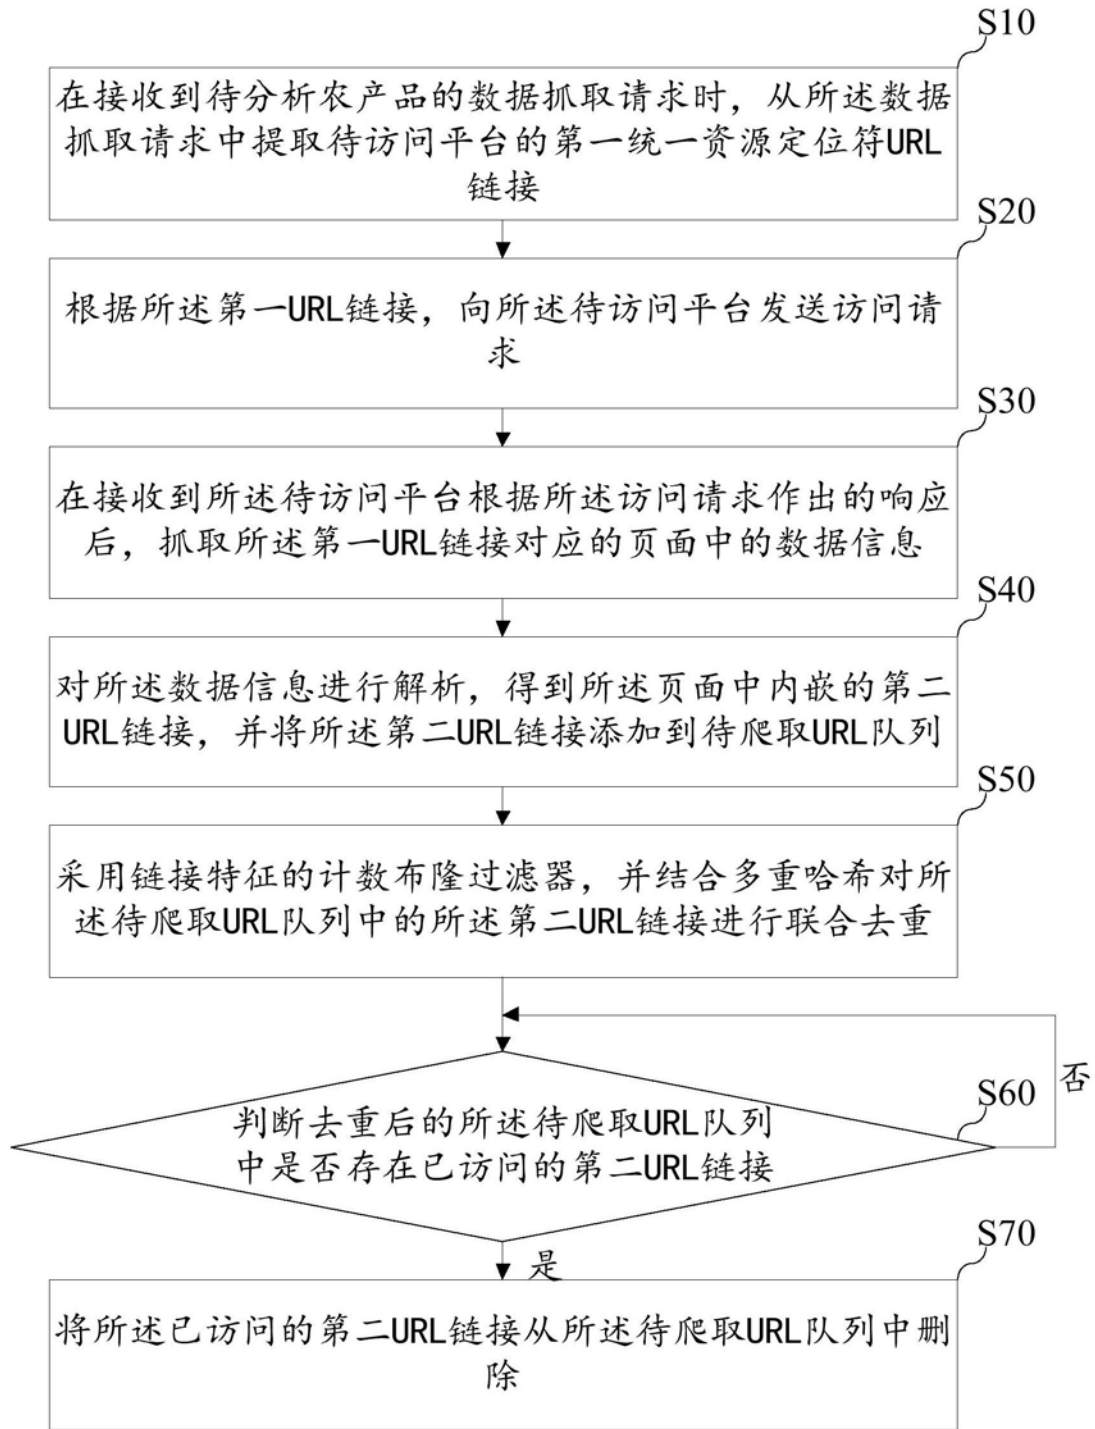 S10
在接收到待分析农产品的数据抓取请求时，从所述数据
抓取请求中提取待访问平台的第一统一资源定位符URL
链接
S20
根据所述第一URL链接，向所述待访问平台发送访问请
求
S30
在接收到所述待访问平台根据所述访问请求作出的响应
后，抓取所述第一URL链接对应的页面中的数据信息
S40
对所述数据信息进行解析，得到所述页面中内嵌的第二
URL链接，并将所述第二URL链接添加到待爬取URL队列
S50
采用链接特征的计数布隆过滤器，并结合多重哈希对所
述待爬取URL队列中的所述第二URL链接进行联合去重
否
S60
判断去重后的所述待爬取URL队列
中是否存在已访问的第二URL链接
S70
是
将所述已访问的第二URL链接从所述待爬取URL队列中删
除